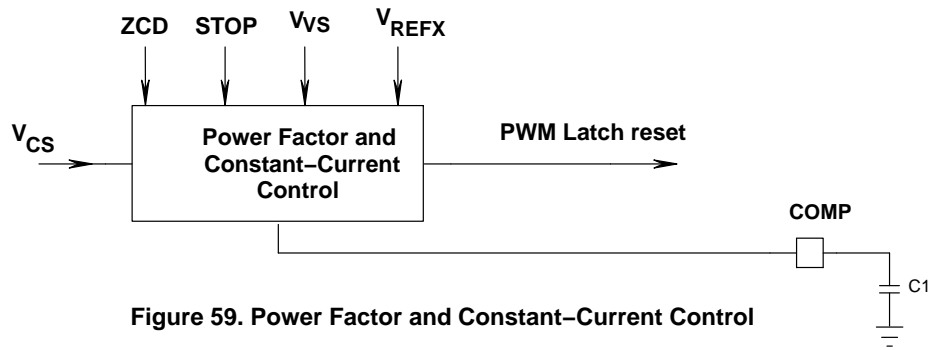 ZCD STOP VVS VREFX
VCS
Power Factor and
Constant−Current
Control
PWM Latch reset
COMP
C1
Figure 59. Power Factor and Constant−Current Control